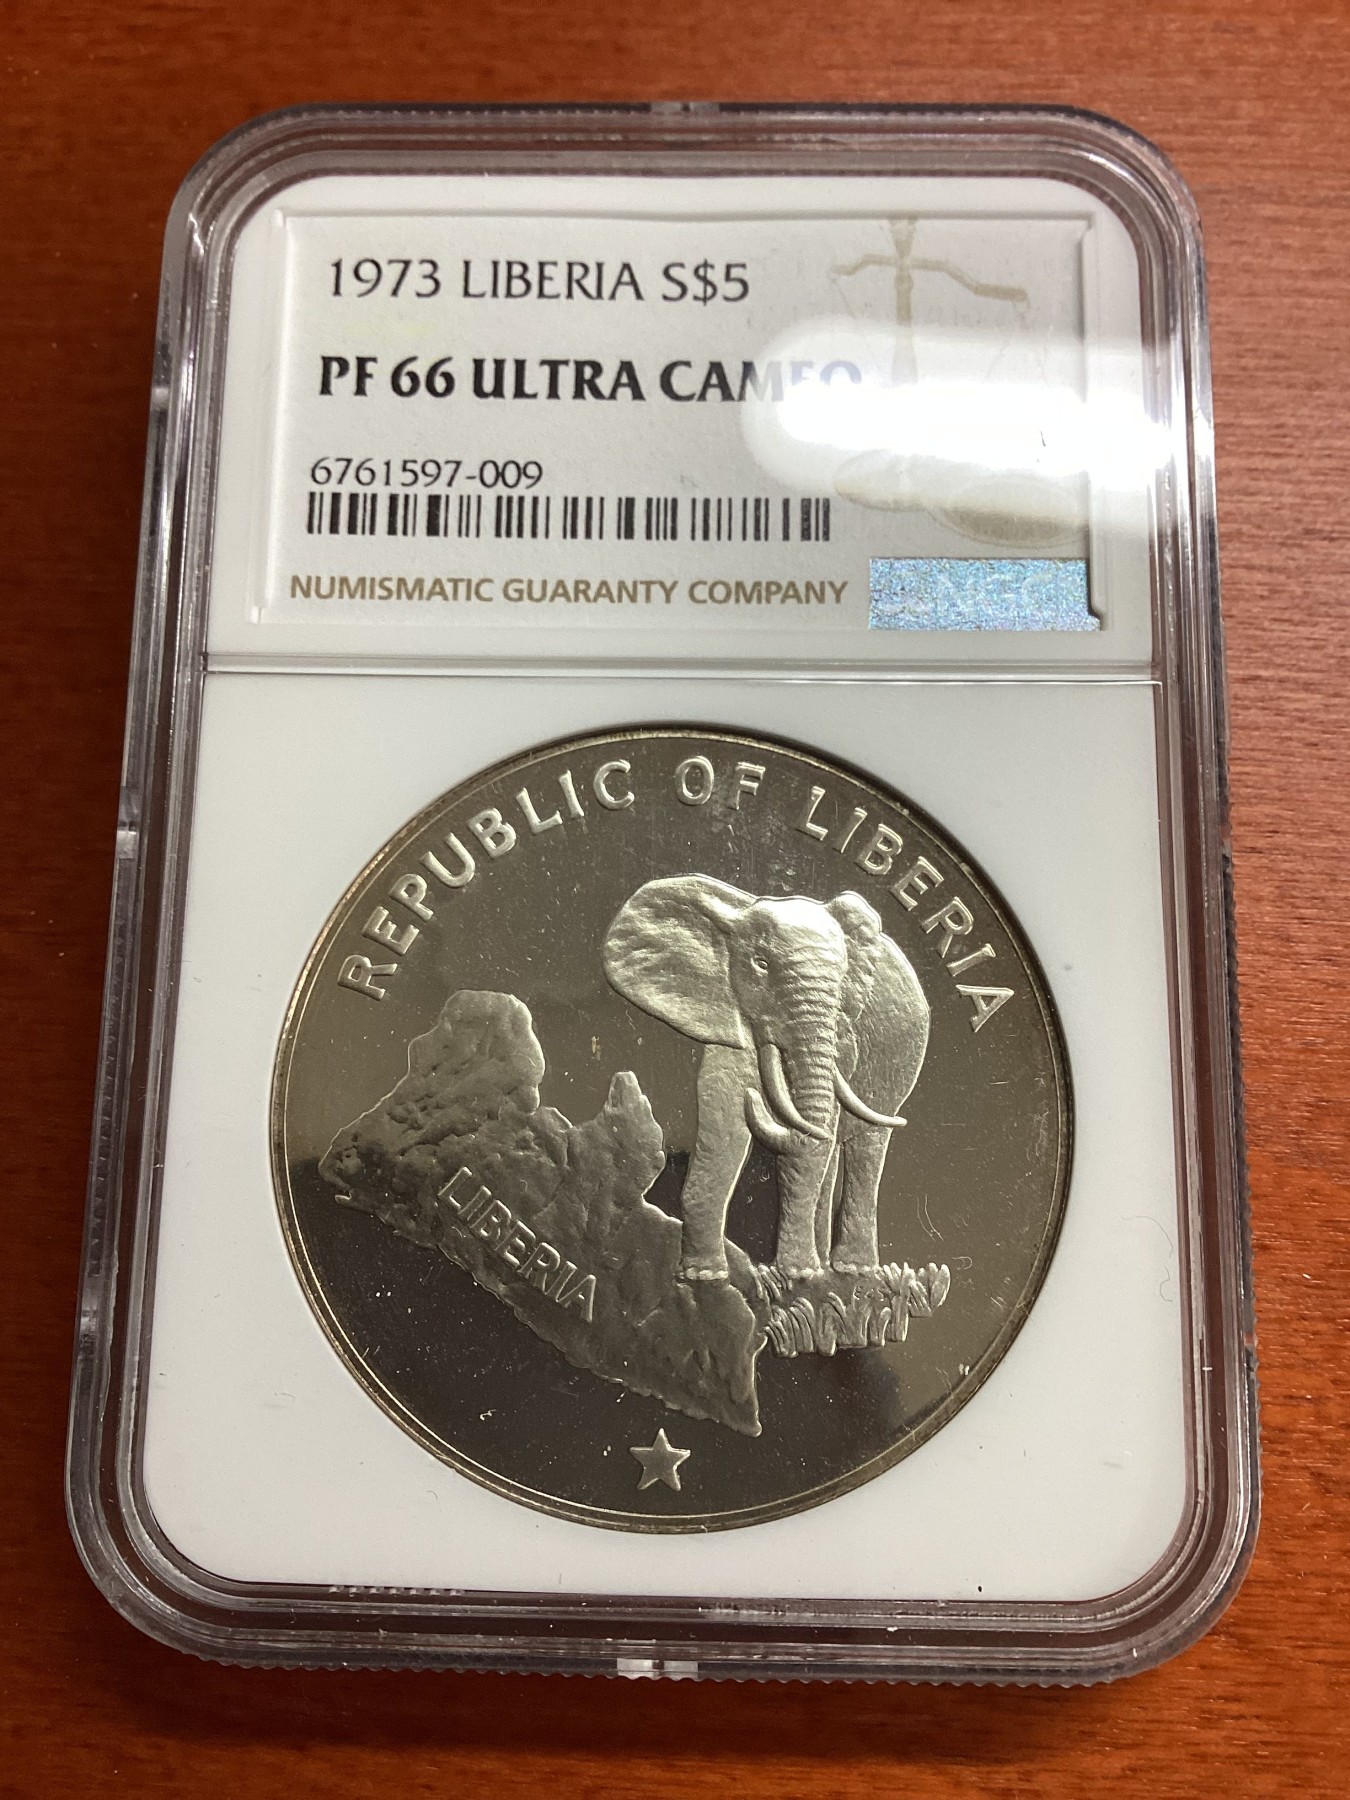 1973 LIBERIA S$5
PF 66 ULTRA CAMEO
6761597-009
NUMISMATIC GUARANTY COMPANY
REPUBLIC OF LIBERIA
LIBERIA